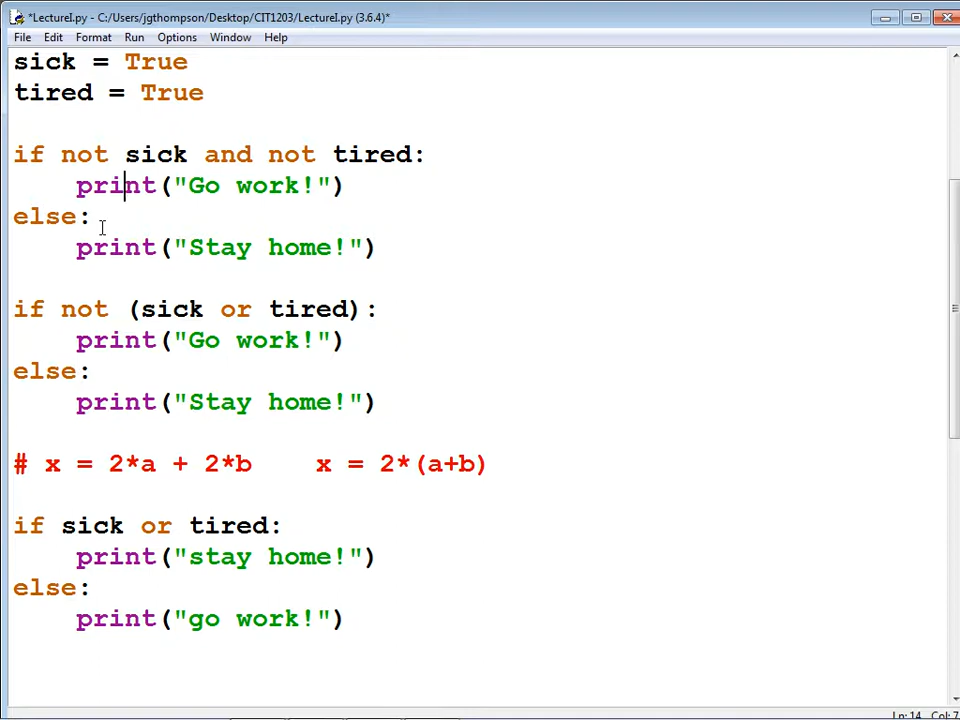 *LectureI.py - C:/Users/jgthompson/Desktop/CIT1203/LectureI.py (3.6.4)*
File Edit Format Run Options Window Help
sick = True
tired = True
if not sick and not tired:
    print("Go work!")
else:
    print("Stay home!")
if not (sick or tired):
    print("Go work!")
else:
    print("Stay home!")
# x = 2*a + 2*b    x = 2*(a+b)
if sick or tired:
    print("stay home!")
else:
    print("go work!")
Ln: 14 Col: 7